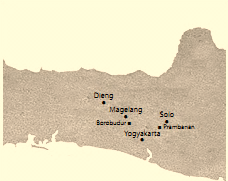 Dieng
Magelang
Borobudur
Solo
Prambanan
Yogyakarta